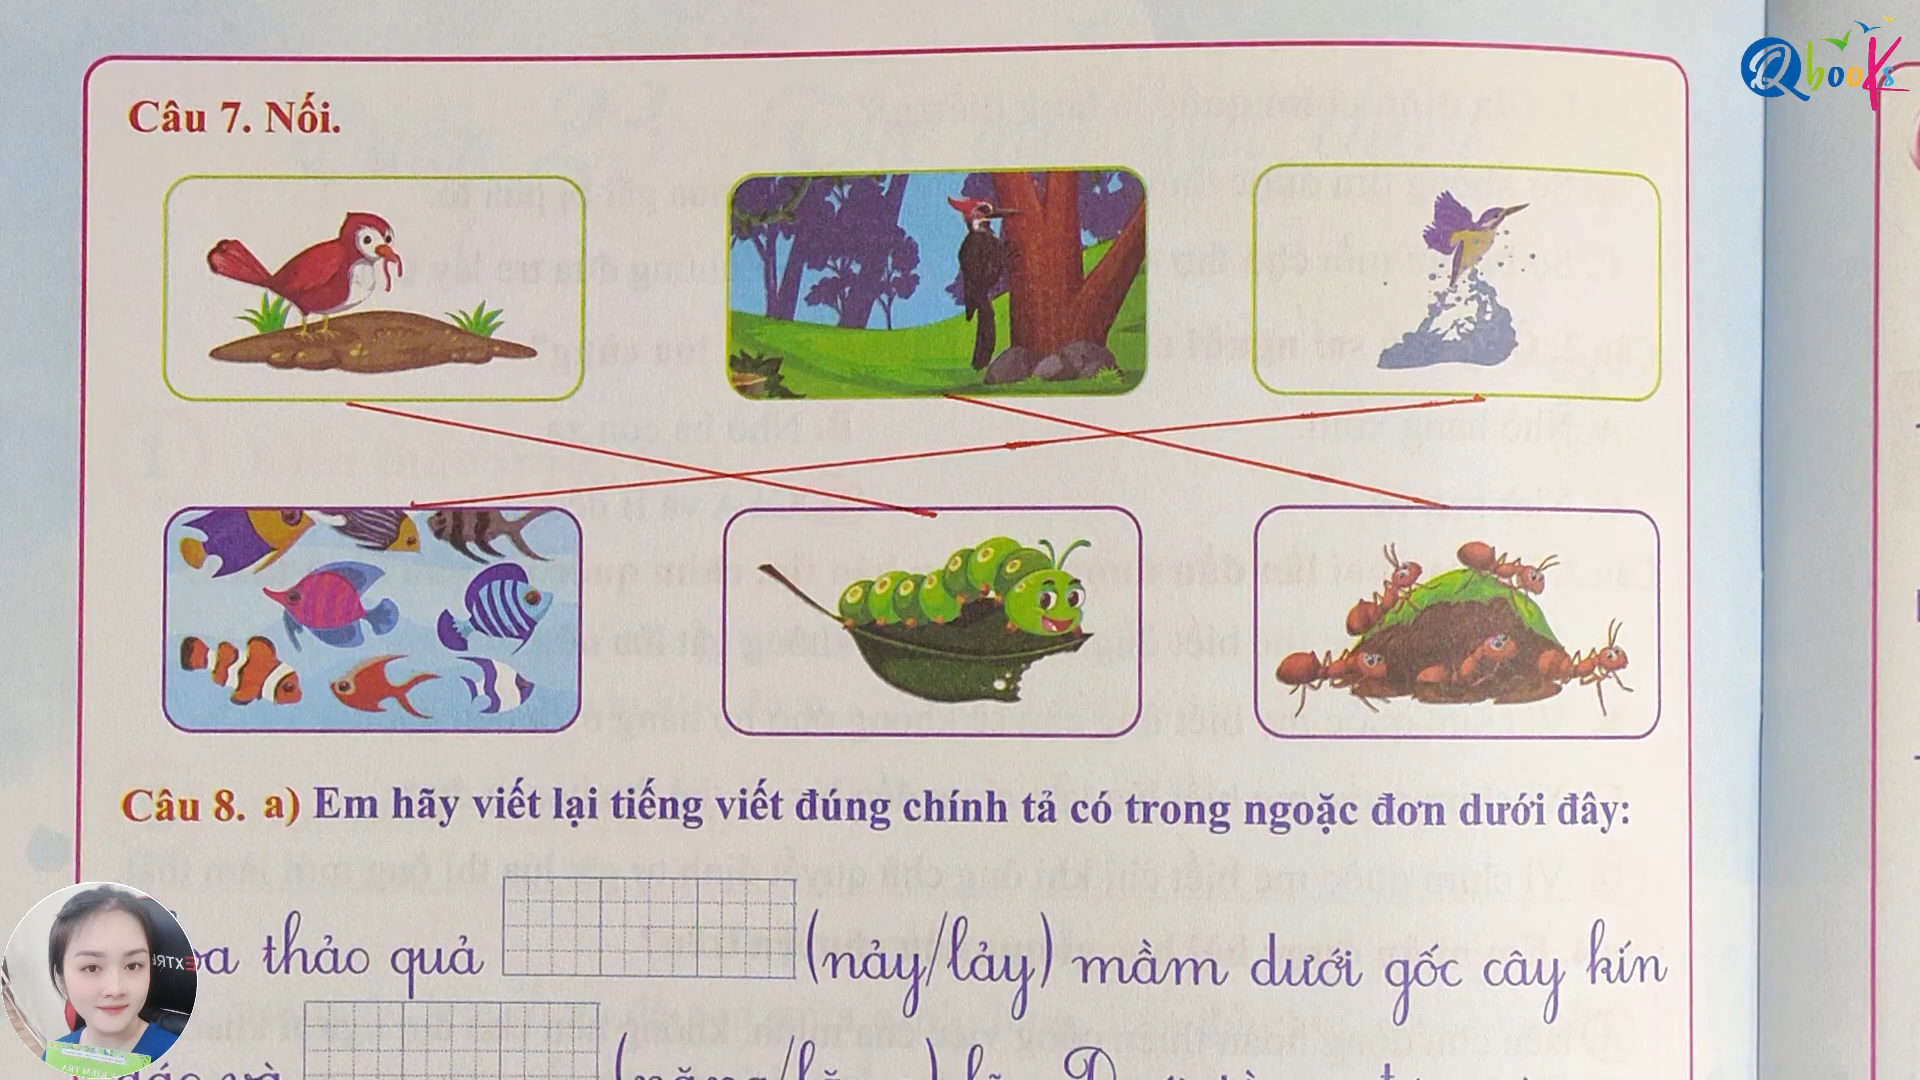 Qbooks
Câu 7. Nối.
Câu 8. a) Em hãy viết lại tiếng viết đúng chính tả có trong ngoặc đơn dưới đây:
thảo quả (nảy/lảy) mầm dưới gốc cây kín